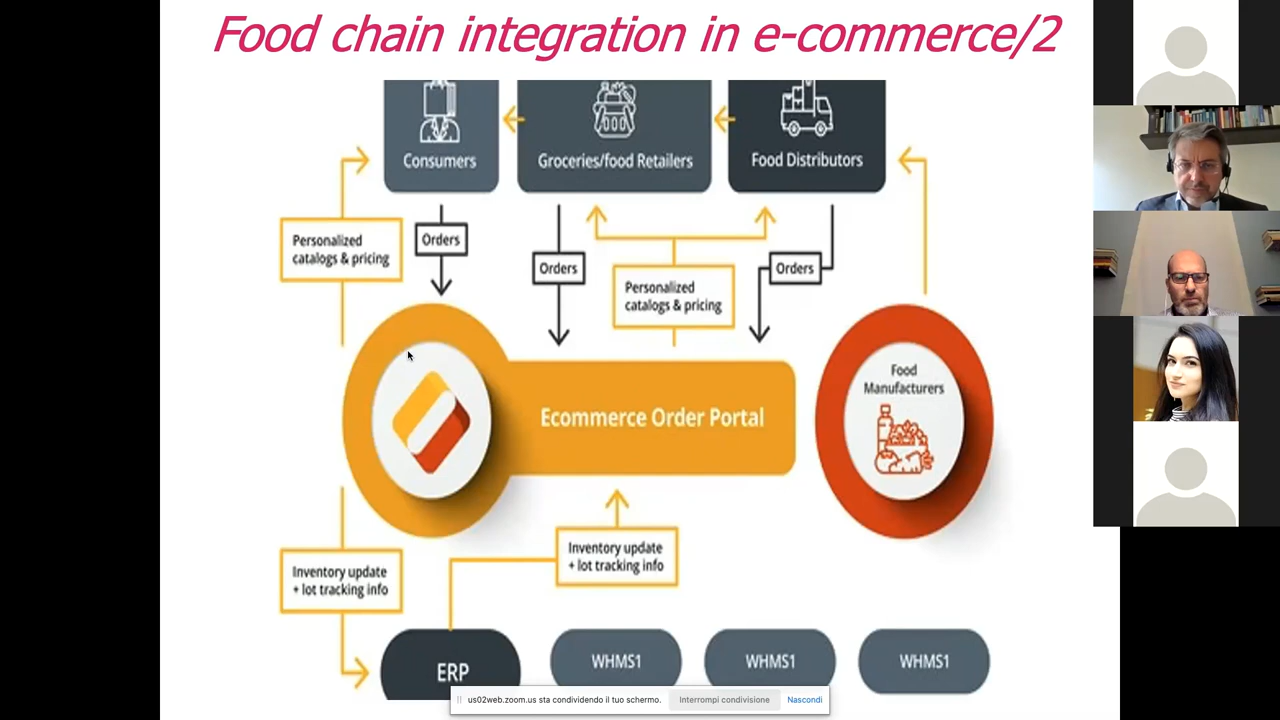 Food chain integration in e-commerce/2
Consumers
Groceries/food Retailers
Food Distributors
Personalized
catalogs & pricing
Orders
Orders
Personalized
catalogs & pricing
Orders
Food
Manufacturers
Ecommerce Order Portal
Inventory update
+ lot tracking info
Inventory update
+ lot tracking info
ERP
WHMS1
WHMS1
WHMS1
us02web.zoom.us sta condividendo il tuo schermo.
Interrompi condivisione
Nascondi